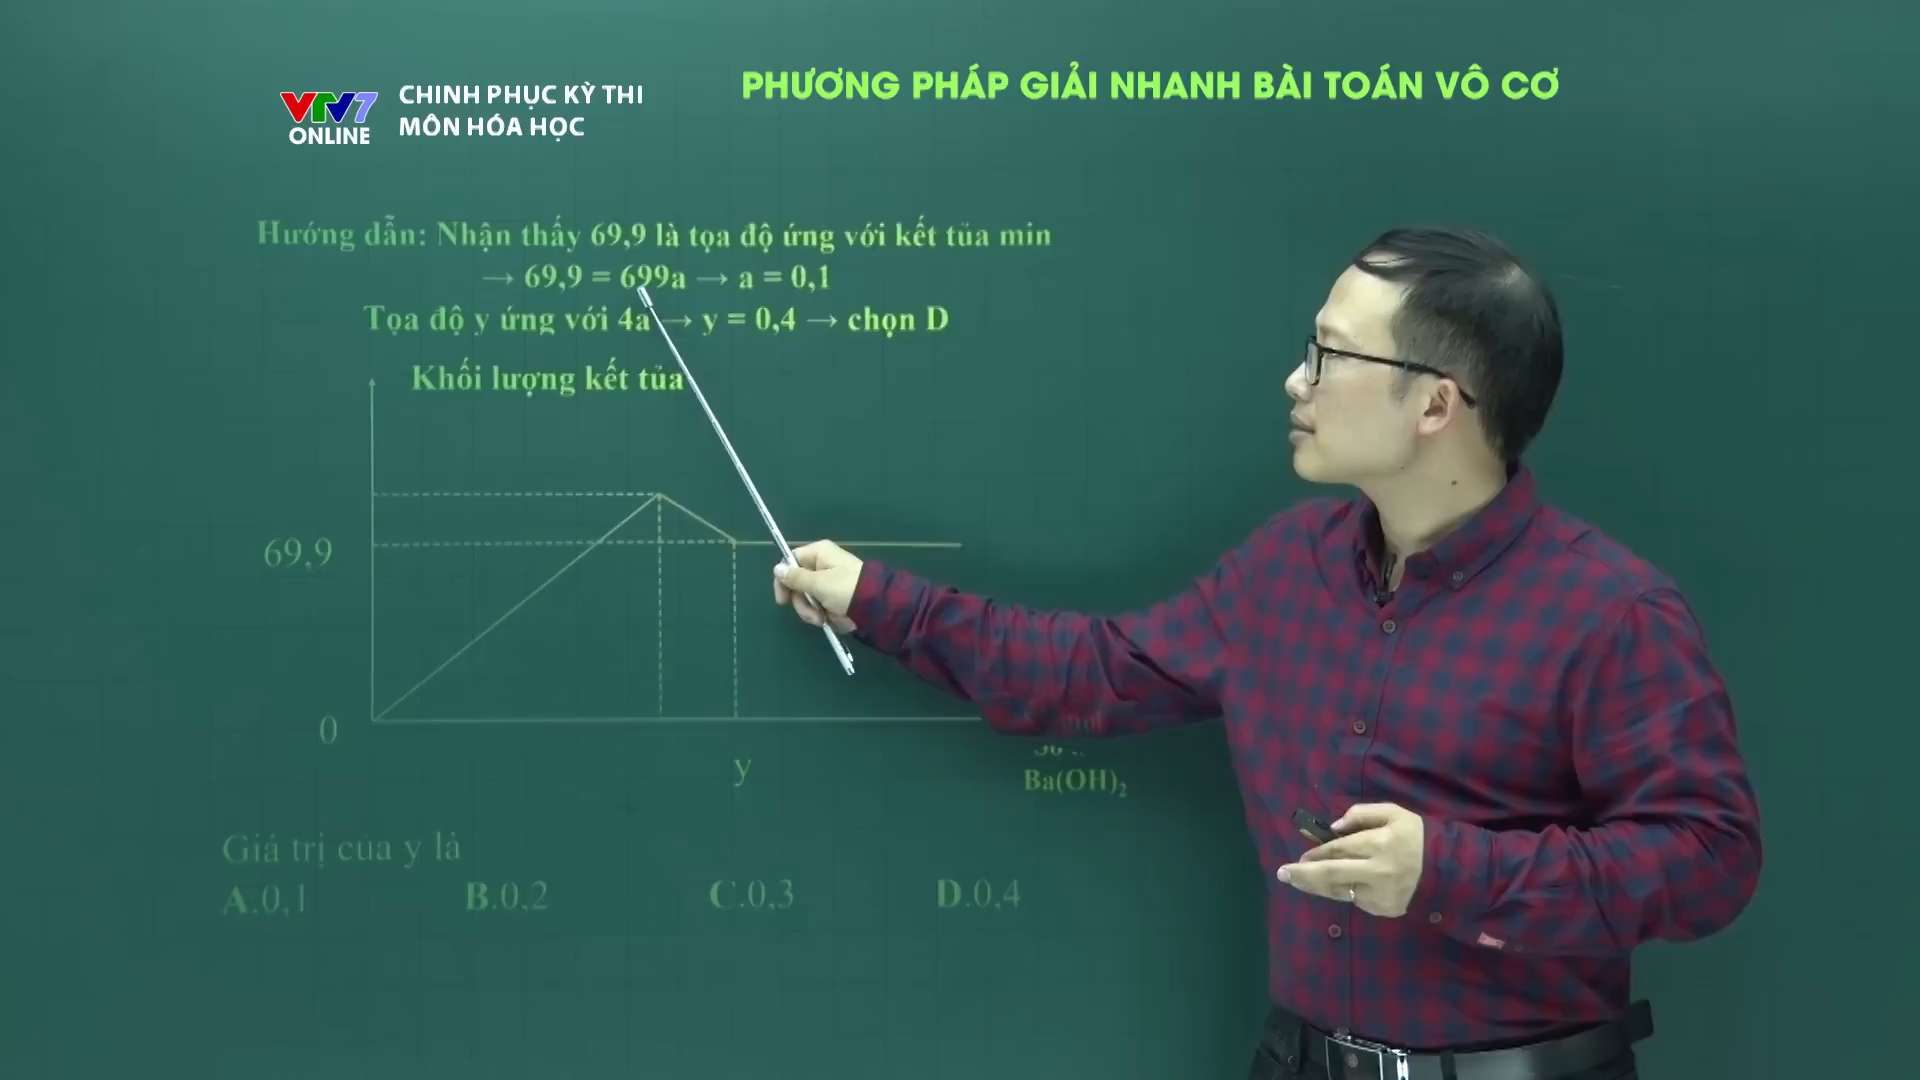 VTV7
ONLINE
CHINH PHỤC KỲ THI
MÔN HÓA HỌC
PHƯƠNG PHÁP GIẢI NHANH BÀI TOÁN VÔ CƠ
Hướng dẫn: Nhận thấy 69,9 là tọa độ ứng với kết tủa min
→ 69,9 = 699a → a = 0,1
Tọa độ y ứng với 4a → y = 0,4 → chọn D
Khối lượng kết tủa
69,9
0
y
Ba(OH)₂
Giá trị của y là
A.0,1 B.0,2 C.0,3 D.0,4